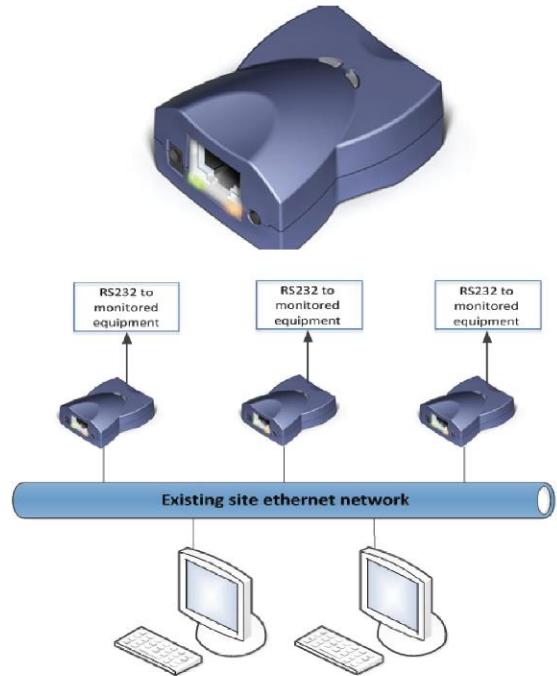 RS232 to
monitored
equipment
RS232 to
monitored
equipment
RS232 to
monitored
equipment
Existing site ethernet network